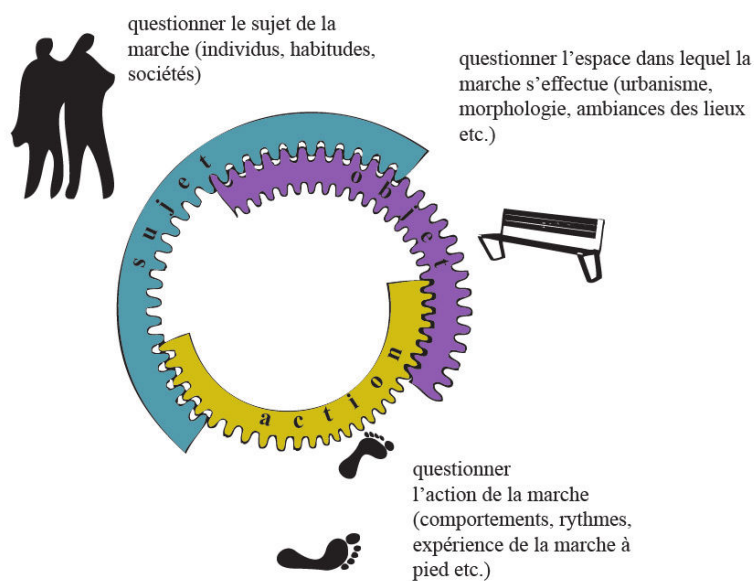 questionner le sujet de la
marche (individus, habitudes,
sociétés)
questionner l'espace dans lequel la
marche s'effectue (urbanisme,
morphologie, ambiances des lieux
etc.)
sujet
objet
action
questionner
l'action de la marche
(comportements, rythmes,
expérience de la marche à
pied etc.)